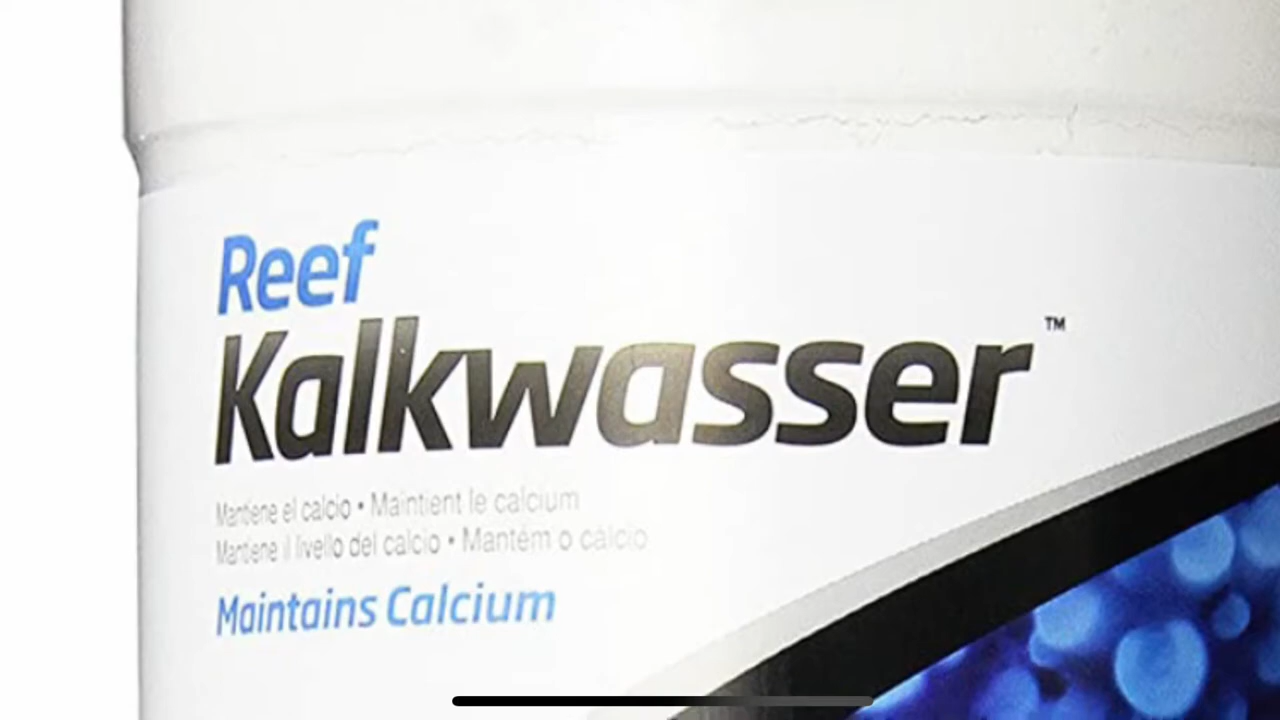 Reef
Kalkwasser™
Mantiene el calcio • Maintient le calcium
Mantiene il livello del calcio • Mantém o cálcio
Maintains Calcium